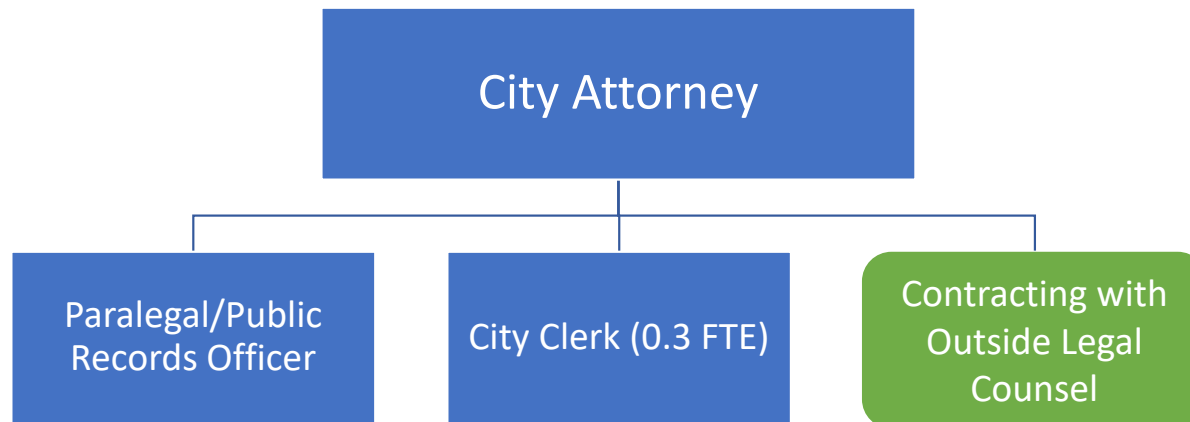 City Attorney
Paralegal/Public
Records Officer
City Clerk (0.3 FTE)
Contracting with
Outside Legal
Counsel